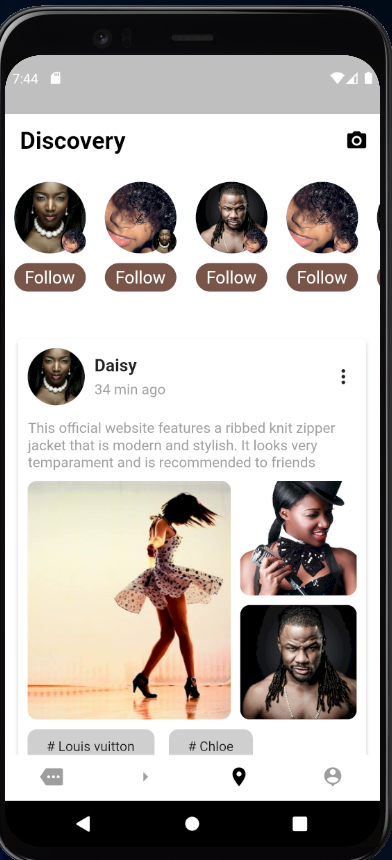 7:44
Discovery
Follow Follow Follow Follow
Daisy
34 min ago
This official website features a ribbed knit zipper
jacket that is modern and stylish. It looks very
temparament and is recommended to friends
# Louis vuitton # Chloe